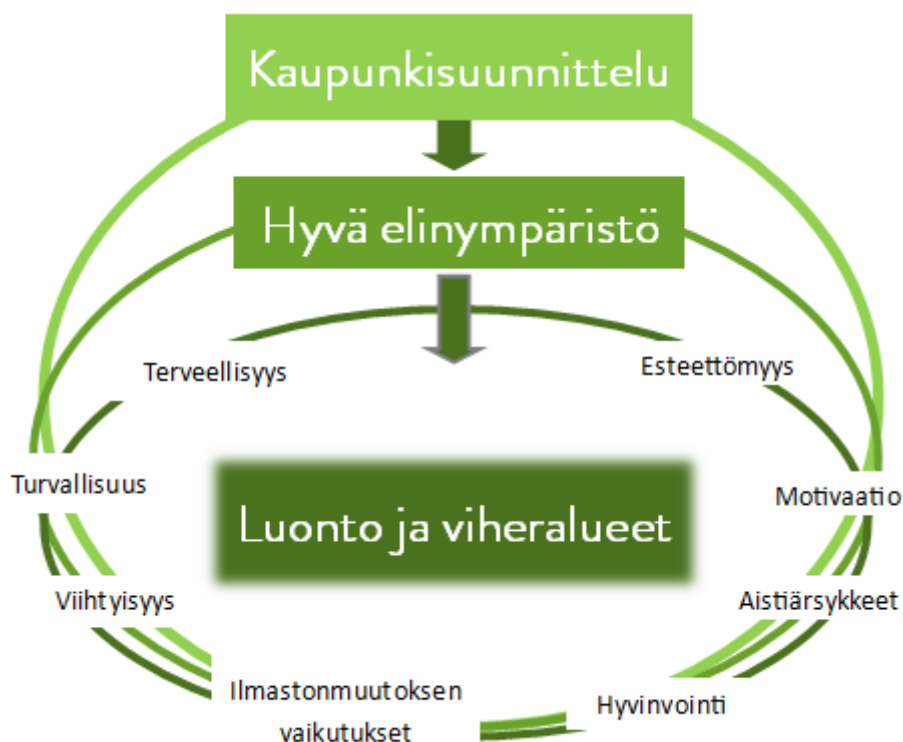 Kaupunkisuunnittelu
Hyvä elinympäristö
Terveellisyys
Esteettömyys
Turvallisuus
Motivaatio
Luonto ja viheralueet
Viihtyisyys
Aistiärsykkeet
Ilmastonmuutoksen
vaikutukset
Hyvinvointi